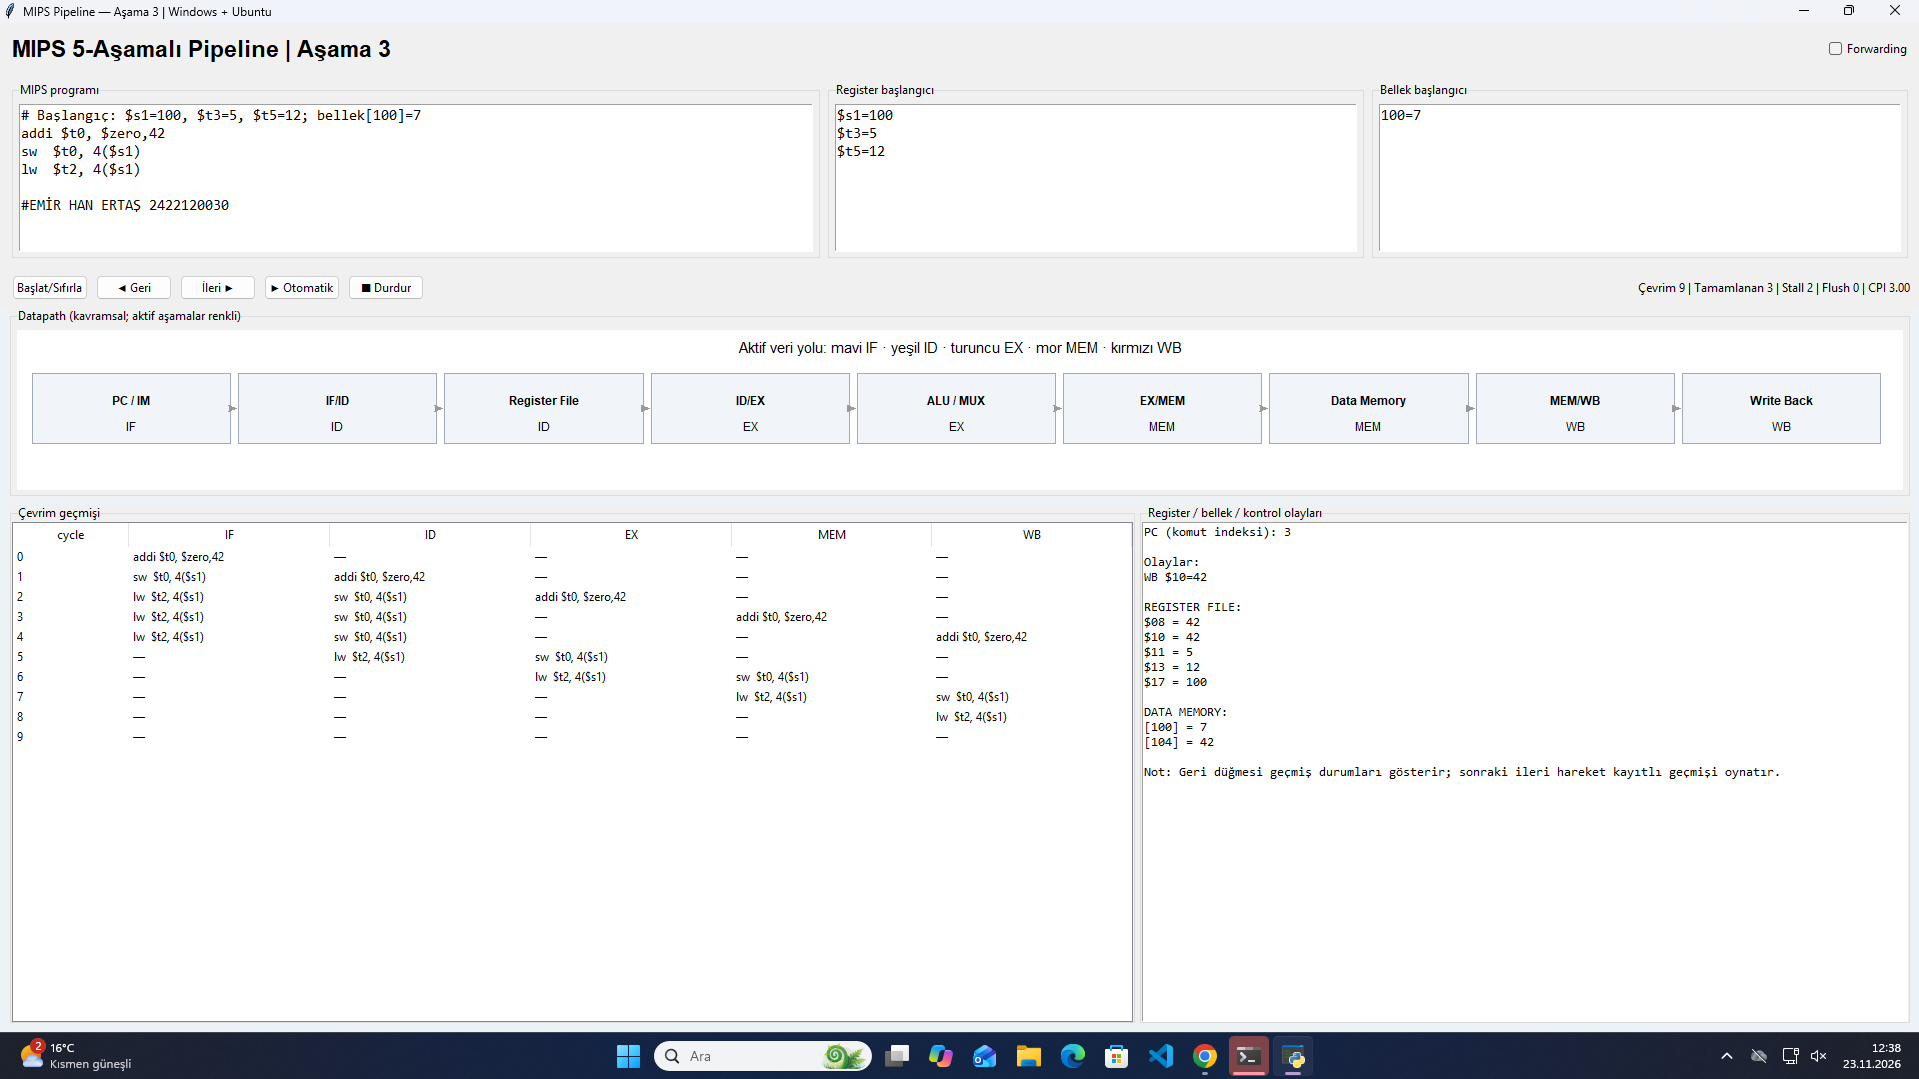 MIPS Pipeline — Aşama 3 | Windows + Ubuntu
MIPS 5-Aşamalı Pipeline | Aşama 3
Forwarding
MIPS programı
# Başlangıç: $s1=100, $t3=5, $t5=12; bellek[100]=7
addi $t0, $zero,42
sw  $t0, 4($s1)
lw  $t2, 4($s1)
#EMİR HAN ERTAŞ 2422120030
Register başlangıcı
$s1=100
$t3=5
$t5=12
Bellek başlangıcı
100=7
Başlat/Sıfırla
◄ Geri
İleri ►
► Otomatik
■ Durdur
Çevrim 9 | Tamamlanan 3 | Stall 2 | Flush 0 | CPI 3.00
Datapath (kavramsal; aktif aşamalar renkli)
Aktif veri yolu: mavi IF · yeşil ID · turuncu EX · mor MEM · kırmızı WB
PC / IM
IF
IF/ID
ID
Register File
ID
ID/EX
EX
ALU / MUX
EX
EX/MEM
MEM
Data Memory
MEM
MEM/WB
WB
Write Back
WB
Çevrim geçmişi
cycle IF ID EX MEM WB
0 addi $t0, $zero,42 — — — —
1 sw  $t0, 4($s1) addi $t0, $zero,42 — — —
2 lw  $t2, 4($s1) sw  $t0, 4($s1) addi $t0, $zero,42 — —
3 lw  $t2, 4($s1) sw  $t0, 4($s1) — addi $t0, $zero,42 —
4 lw  $t2, 4($s1) sw  $t0, 4($s1) — — addi $t0, $zero,42
5 — lw  $t2, 4($s1) sw  $t0, 4($s1) — —
6 — — lw  $t2, 4($s1) sw  $t0, 4($s1) —
7 — — — lw  $t2, 4($s1) sw  $t0, 4($s1)
8 — — — — lw  $t2, 4($s1)
9 — — — — —
Register / bellek / kontrol olayları
PC (komut indeksi): 3
Olaylar:
WB $10=42
REGISTER FILE:
$08 = 42
$10 = 42
$11 = 5
$13 = 12
$17 = 100
DATA MEMORY:
[100] = 7
[104] = 42
Not: Geri düğmesi geçmiş durumları gösterir; sonraki ileri hareket kayıtlı geçmişi oynatır.
2
16°C
Kısmen güneşli
Ara
12:38
23.11.2026